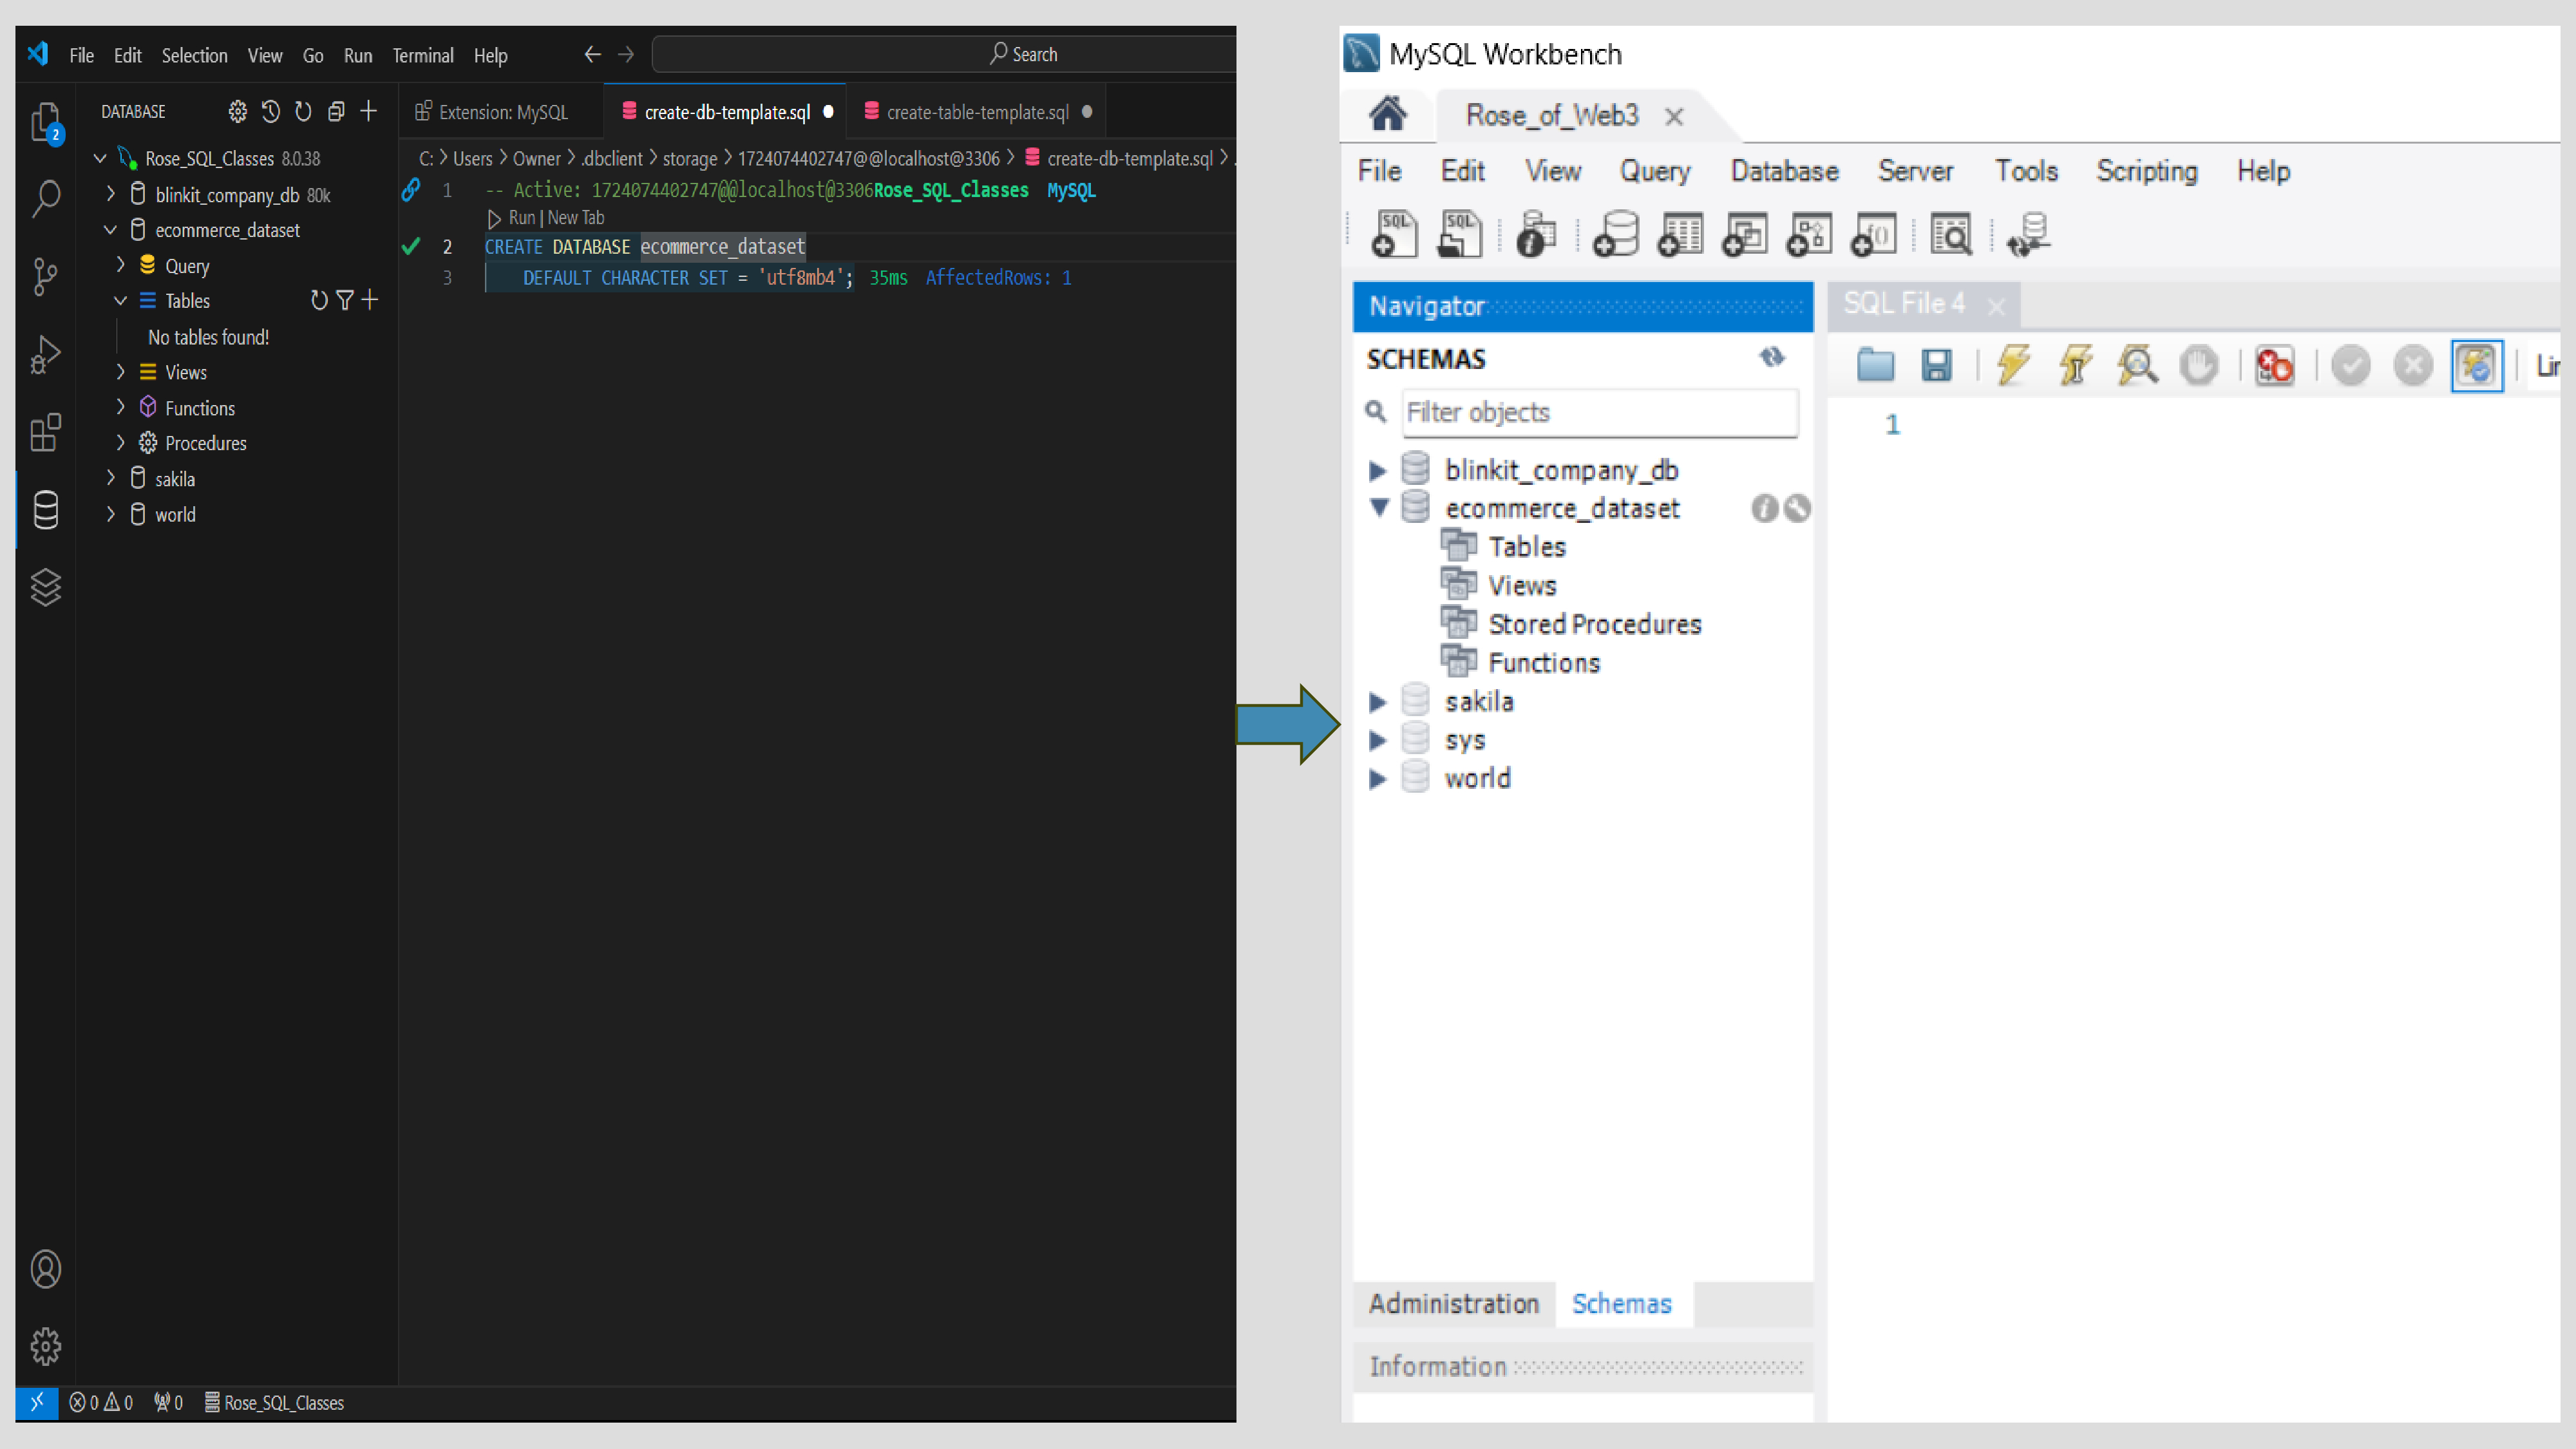 File Edit Selection View Go Run Terminal Help Search
DATABASE
Extension: MySQL create-db-template.sql create-table-template.sql
2
Rose_SQL_Classes 8.0.38
blinkit_company_db 80k
ecommerce_dataset
Query
Tables
No tables found!
Views
Functions
Procedures
sakila
world
C: > Users > Owner > .dbclient > storage > 1724074402747@@localhost@3306 > create-db-template.sql > .
1 -- Active: 1724074402747@@localhost@3306Rose_SQL_Classes MySQL
Run | New Tab
2 CREATE DATABASE ecommerce_dataset
3 DEFAULT CHARACTER SET = 'utf8mb4'; 35ms AffectedRows: 1
0 0 0 Rose_SQL_Classes
MySQL Workbench
Rose_of_Web3
File Edit View Query Database Server Tools Scripting Help
SQL SQL f()
Navigator
SQL File 4
SCHEMAS
Filter objects
1
blinkit_company_db
ecommerce_dataset
Tables
Views
Stored Procedures
Functions
sakila
sys
world
Administration Schemas
Information